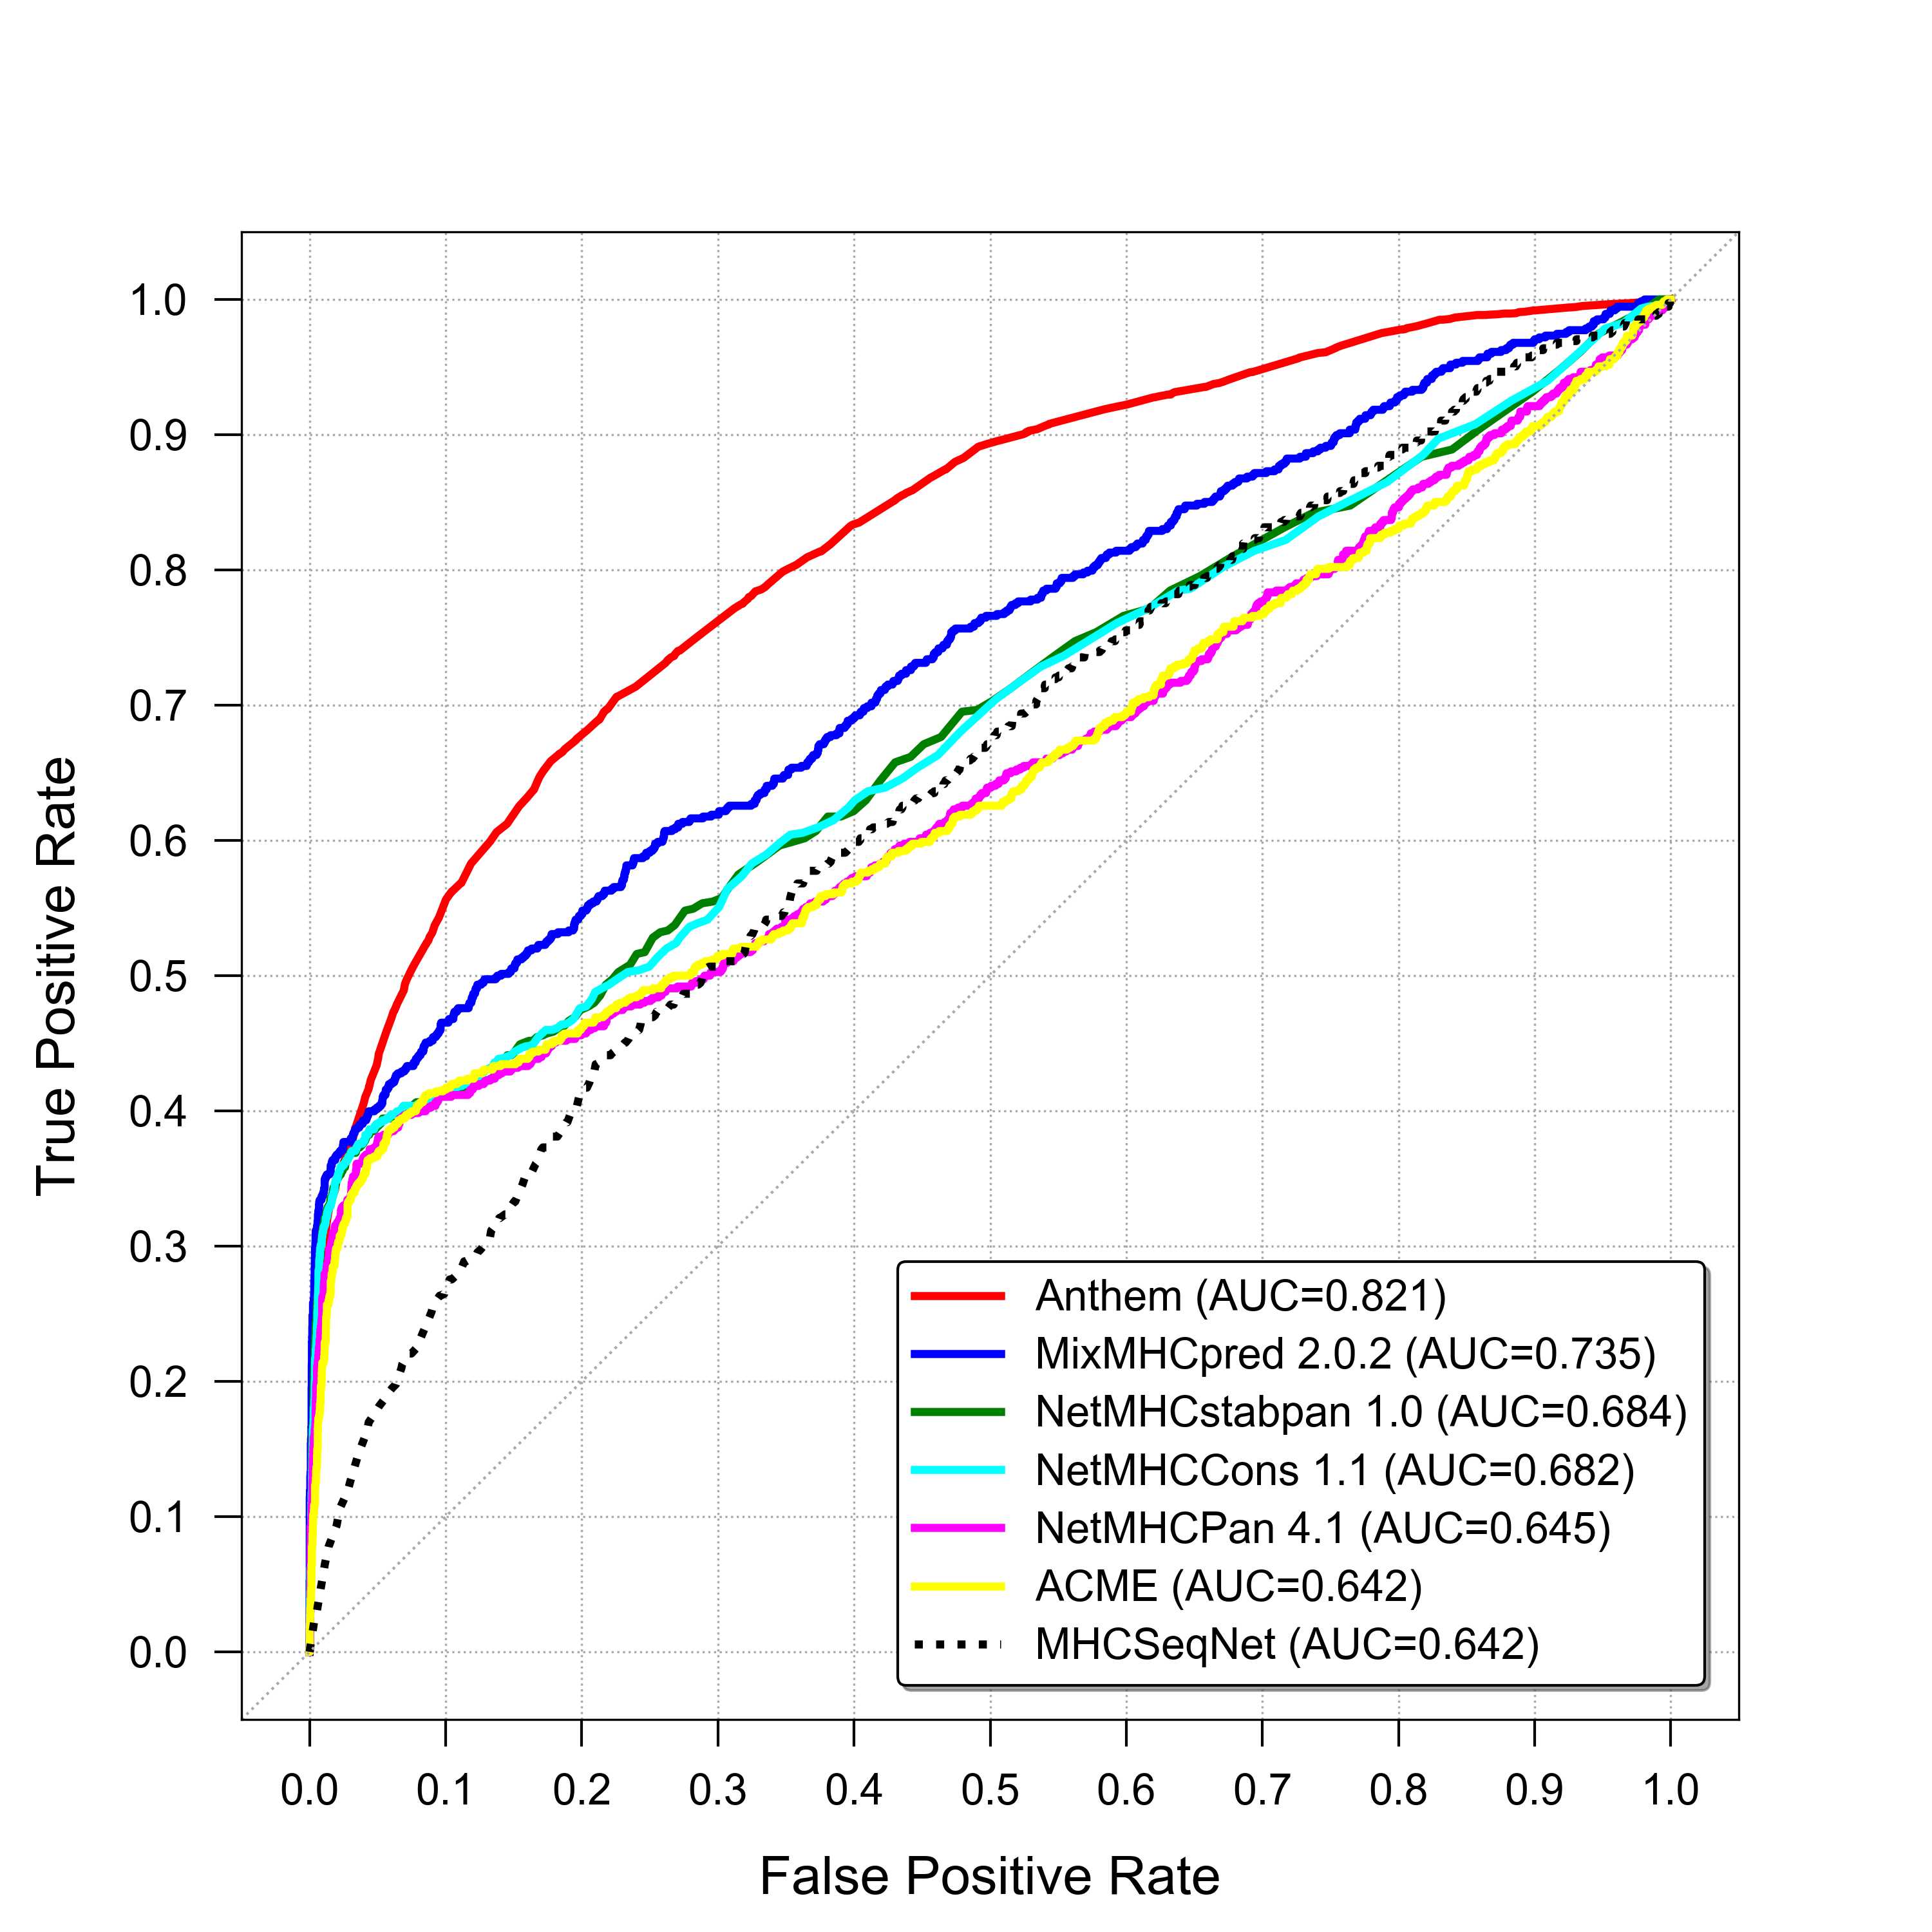 True Positive Rate
1.0
0.9
0.8
0.7
0.6
0.5
0.4
0.3
0.2
0.1
0.0
Anthem (AUC=0.821)
MixMHCpred 2.0.2 (AUC=0.735)
NetMHCstabpan 1.0 (AUC=0.684)
NetMHCCons 1.1 (AUC=0.682)
NetMHCPan 4.1 (AUC=0.645)
ACME (AUC=0.642)
MHCSeqNet (AUC=0.642)
0.0 0.1 0.2 0.3 0.4 0.5 0.6 0.7 0.8 0.9 1.0
False Positive Rate